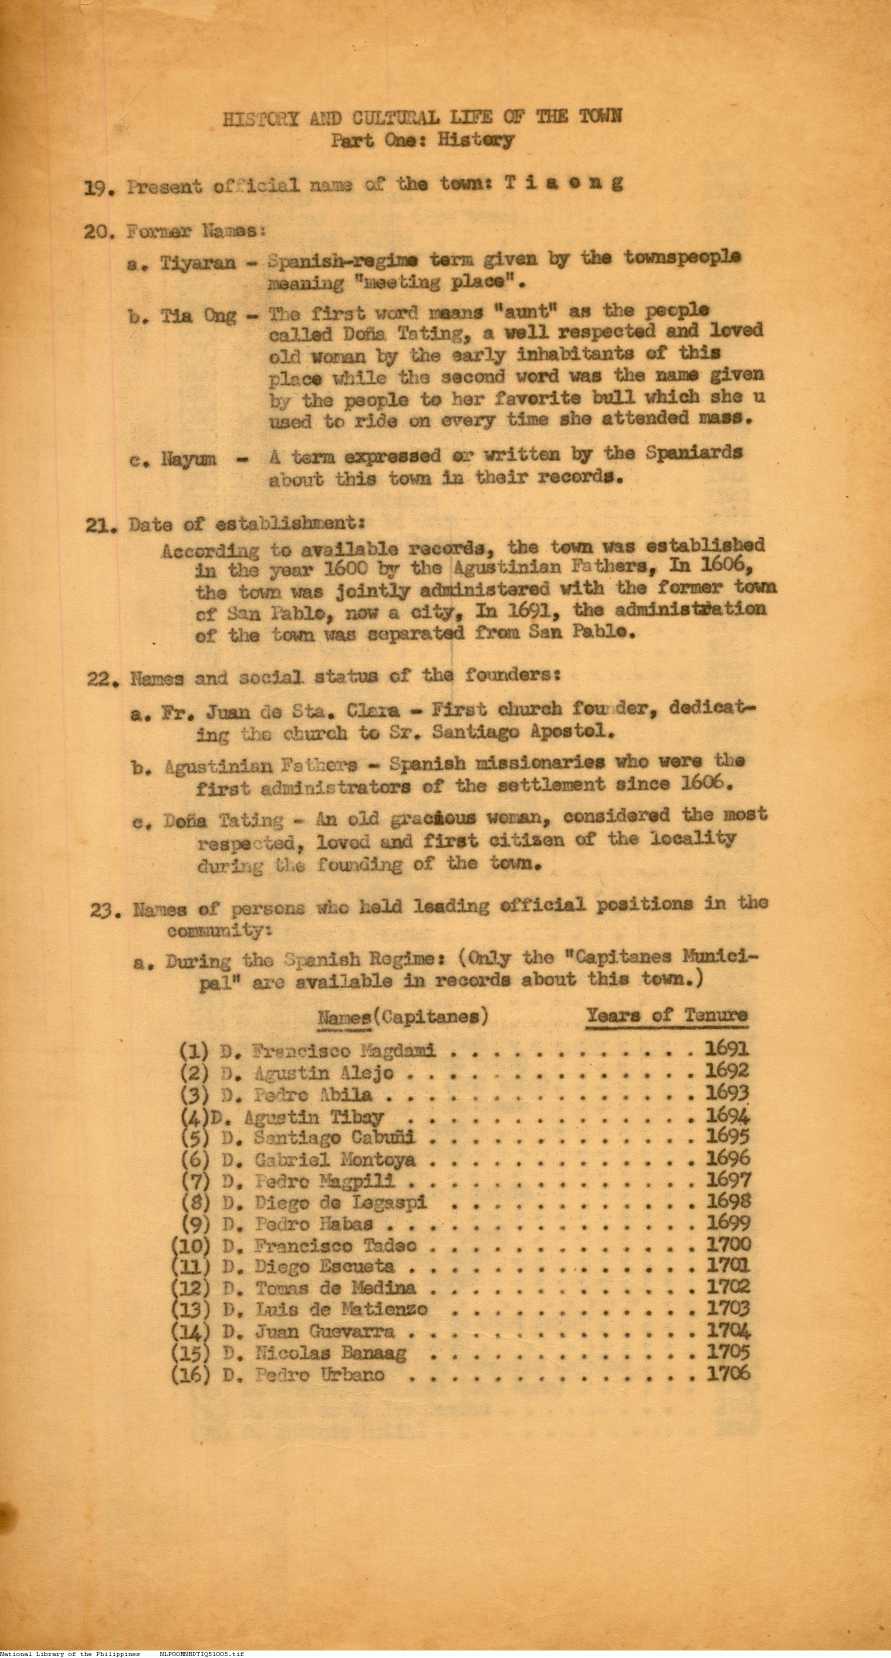 HISTORY AND CULTURAL LIFE OF THE TOWN
Part One: History
19. Present official name of the town: T i a o n g
20. Former Names:
a. Tiyaran - Spanish-regime term given by the townspeople
meaning "meeting place".
b. Tia Ong - The first word means "aunt" as the people
called Doña Tating, a well respected and loved
old woman by the early inhabitants of this
place while the second word was the name given
by the people to her favorite bull which she u
used to ride on every time she attended mass.
c. Nayum - A term expressed or written by the Spaniards
about this town in their records.
21. Date of establishment:
According to available records, the town was established
in the year 1600 by the Agustinian Fathers, In 1606,
the town was jointly administered with the former town
of San Pablo, now a city, In 1691, the administration
of the town was separated from San Pablo.
22. Names and social status of the founders:
a. Fr. Juan de Sta. Clara - First church founder, dedicat-
ing the church to Sr. Santiago Apostol.
b. Agustinian Fathers - Spanish missionaries who were the
first administrators of the settlement since 1606.
c. Doña Tating - An old gracious woman, considered the most
respected, loved and first citizen of the locality
during the founding of the town.
23. Names of persons who held leading official positions in the
community:
a. During the Spanish Regime: (Only the "Capitanes Munici-
pal" are available in records about this town.)
Names(Capitanes) Years of Tenure
(1) D. Francisco Magdami . . . . . . . . . . . . 1691
(2) D. Agustin Alejo . . . . . . . . . . . . . . 1692
(3) D. Pedro Abila . . . . . . . . . . . . . . . 1693
(4)D. Agustin Tibay . . . . . . . . . . . . . . 1694
(5) D. Santiago Cabuñi . . . . . . . . . . . . . 1695
(6) D. Gabriel Montoya . . . . . . . . . . . . . 1696
(7) D. Pedro Magpili . . . . . . . . . . . . . . 1697
(8) D. Diego de Legaspi . . . . . . . . . . . . 1698
(9) D. Pedro Habas . . . . . . . . . . . . . . . 1699
(10) D. Francisco Tadeo . . . . . . . . . . . . . 1700
(11) D. Diego Escueta . . . . . . . . . . . . . . 1701
(12) D. Tomas de Medina . . . . . . . . . . . . . 1702
(13) D. Luis de Matienzo . . . . . . . . . . . . 1703
(14) D. Juan Guevarra . . . . . . . . . . . . . . 1704
(15) D. Nicolas Banaag . . . . . . . . . . . . . 1705
(16) D. Pedro Urbano . . . . . . . . . . . . . . 1706
National Library of the Philippines NLPOOMNBDTIQ51005.tif